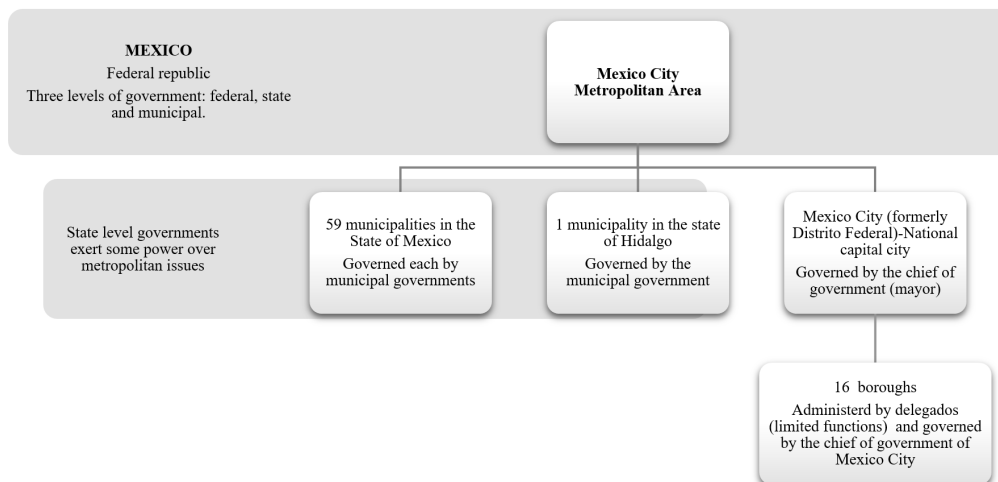 MEXICO
Federal republic
Three levels of government: federal, state
and municipal.
Mexico City
Metropolitan Area
State level governments
exert some power over
metropolitan issues
59 municipalities in the
State of Mexico
Governed each by
municipal governments
1 municipality in the state
of Hidalgo
Governed by the
municipal government
Mexico City (formerly
Distrito Federal)-National
capital city
Governed by the chief of
government (mayor)
16  boroughs
Administerd by delegados
(limited functions)  and governed
by the chief of government of
Mexico City